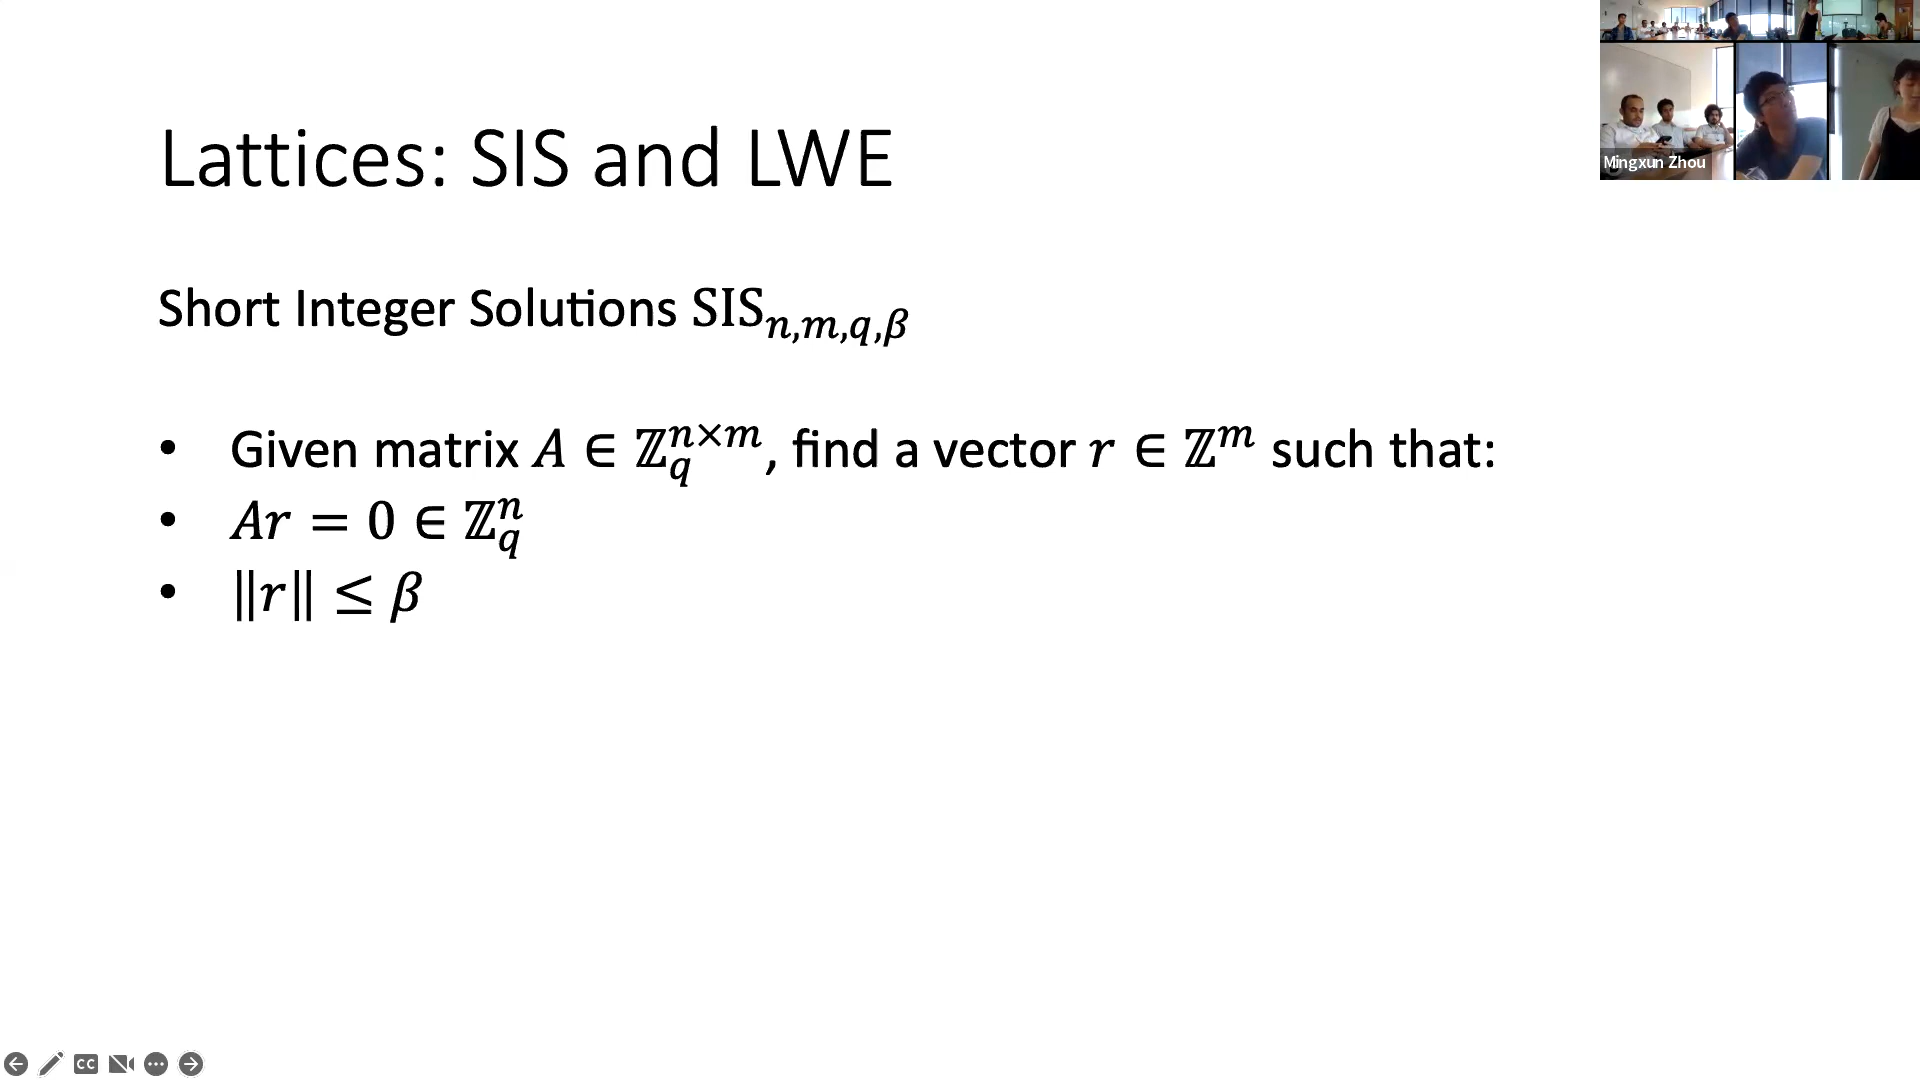 Lattices: SIS and LWE
Short Integer Solutions SIS_{n,m,q,β}
• Given matrix A ∈ ℤ_q^{n×m}, find a vector r ∈ ℤ^m such that:
• Ar = 0 ∈ ℤ_q^n
• ‖r‖ ≤ β
Mingxun Zhou
CC